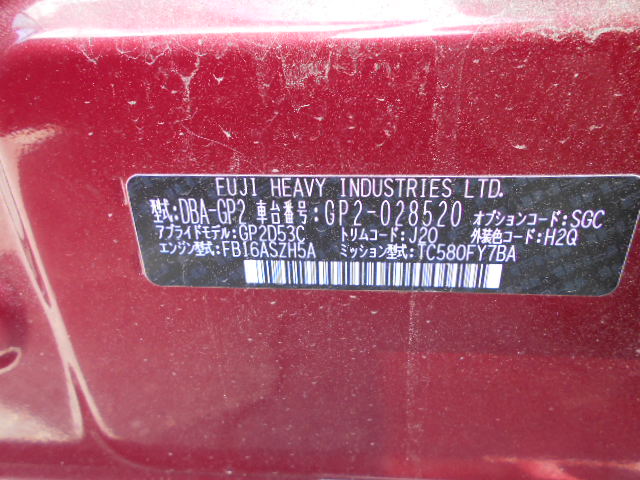 FUJI HEAVY INDUSTRIES LTD.
型式:DBA-GP2 車台番号:GP2-028520 オプションコード:SGC
アプライドモデル:GP2D53C トリムコード:J2Q 外装色コード:H2Q
エンジン型式:FB16ASZH5A ミッション型式:TC580FY7BA